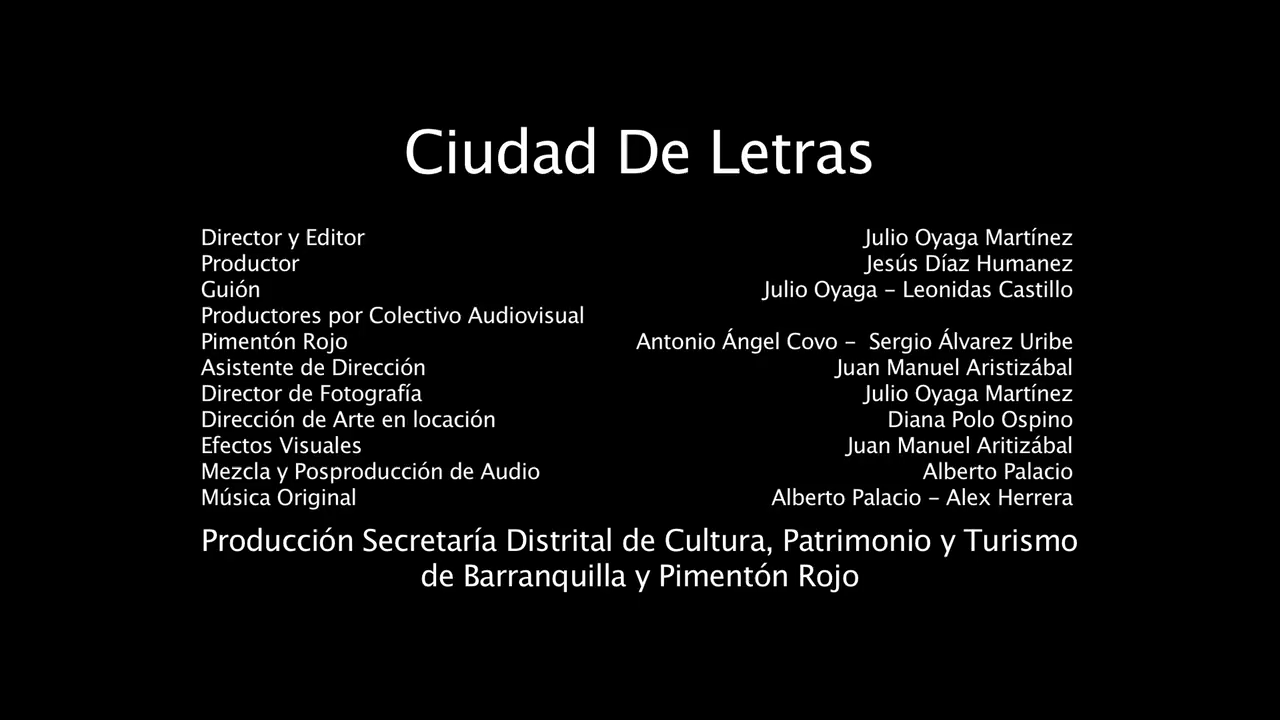 Ciudad De Letras
Director y Editor Julio Oyaga Martínez
Productor Jesús Díaz Humanez
Guión Julio Oyaga - Leonidas Castillo
Productores por Colectivo Audiovisual
Pimentón Rojo Antonio Ángel Covo - Sergio Álvarez Uribe
Asistente de Dirección Juan Manuel Aristizábal
Director de Fotografía Julio Oyaga Martínez
Dirección de Arte en locación Diana Polo Ospino
Efectos Visuales Juan Manuel Aritizábal
Mezcla y Posproducción de Audio Alberto Palacio
Música Original Alberto Palacio - Alex Herrera
Producción Secretaría Distrital de Cultura, Patrimonio y Turismo
de Barranquilla y Pimentón Rojo